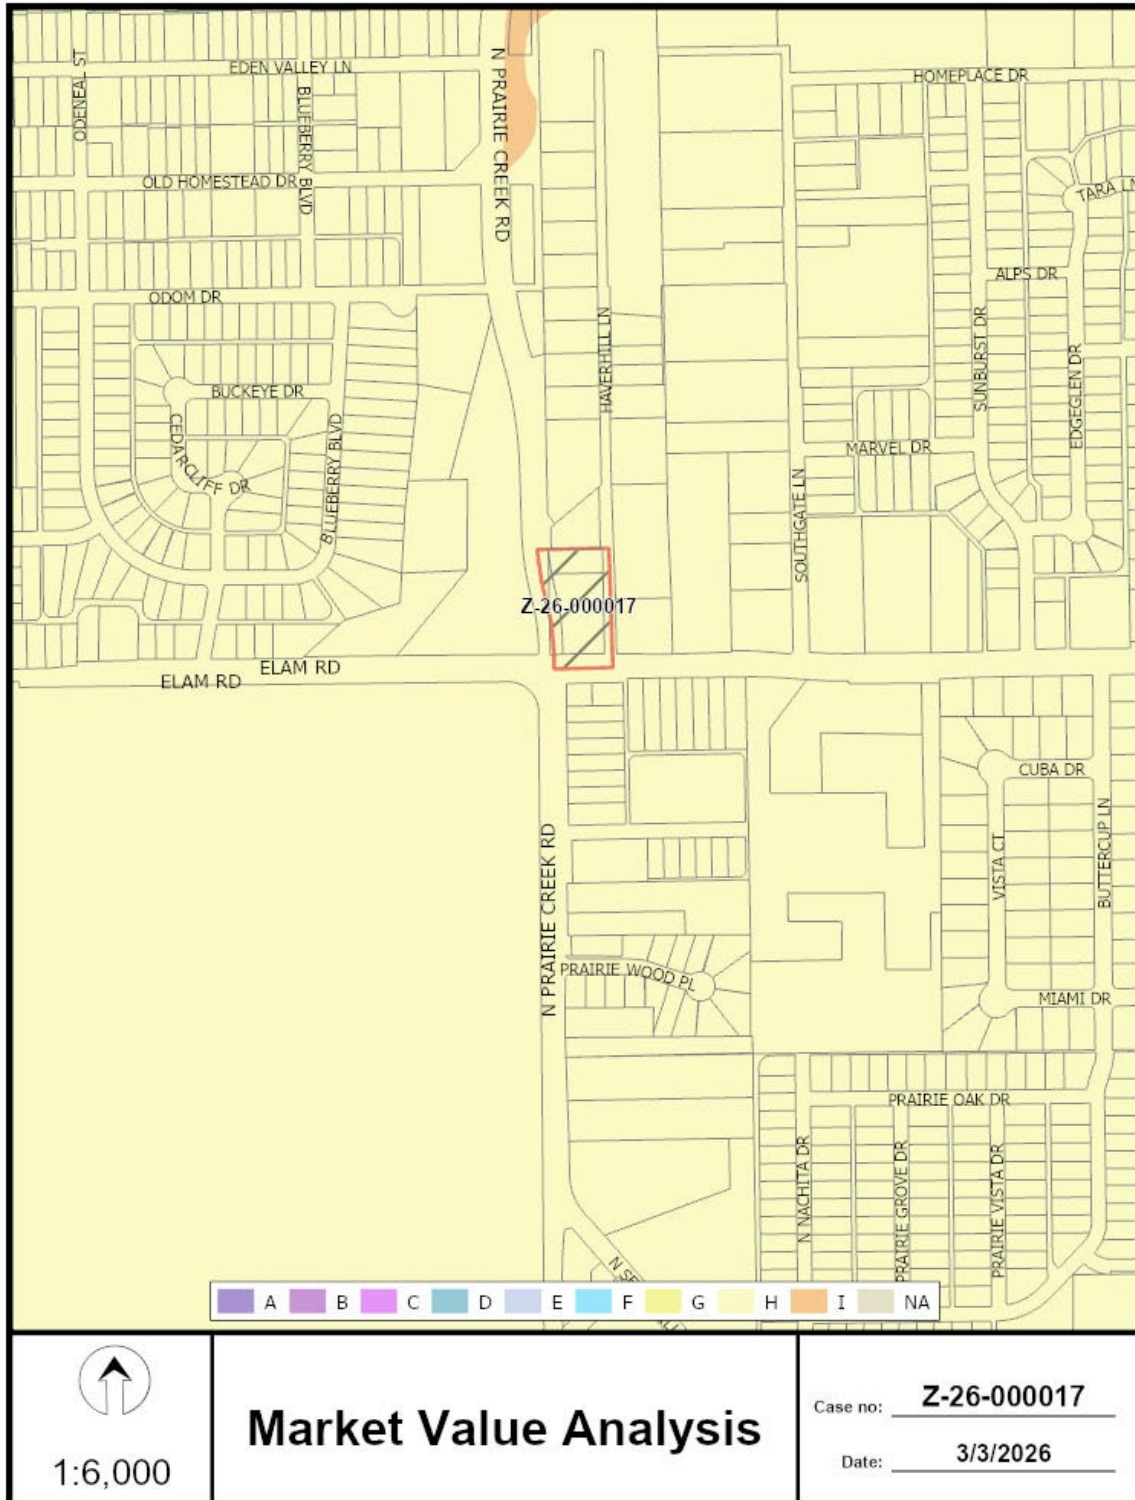 EDEN VALLEY LN
ODENEAL ST
BLUEBERRY BLVD
N PRAIRIE CREEK RD
HOMEPLACE DR
OLD HOMESTEAD DR
TARA LN
ALPS DR
ODOM DR
HAVERHILL LN
SUNBURST DR
EDGEGLEN DR
BUCKEYE DR
CEDARCLIFF DR
BLUEBERRY BLVD
MARVEL DR
SOUTHGATE LN
Z-26-000017
ELAM RD
ELAM RD
CUBA DR
VISTA CT
BUTTERCUP LN
N PRAIRIE CREEK RD
PRAIRIE WOOD PL
MIAMI DR
PRAIRIE OAK DR
N NACHITA DR
PRAIRIE GROVE DR
PRAIRIE VISTA DR
A B C D E F G H I NA
1:6,000
Market Value Analysis
Case no: Z-26-000017
Date: 3/3/2026